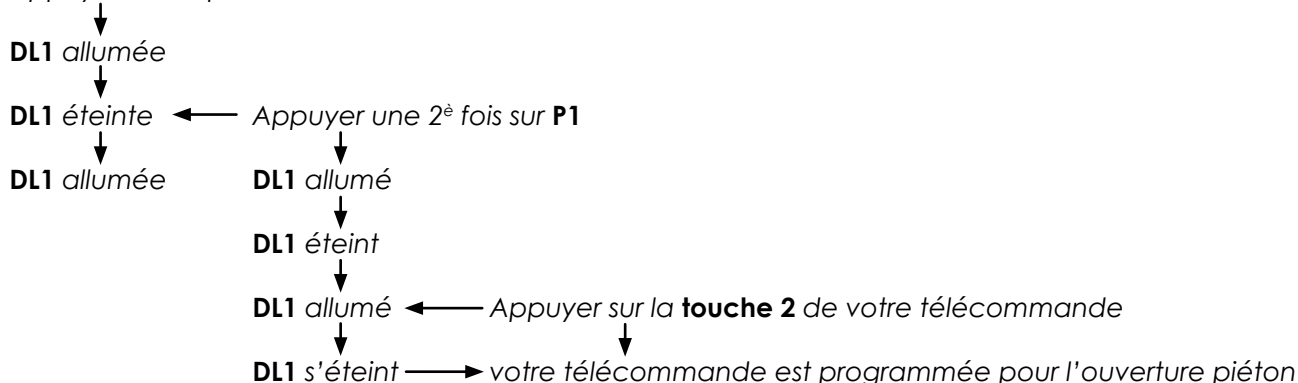 DL1 allumée
DL1 éteinte Appuyer une 2è fois sur P1
DL1 allumée DL1 allumé
DL1 éteint
DL1 allumé Appuyer sur la touche 2 de votre télécommande
DL1 s'éteint votre télécommande est programmée pour l'ouverture piéton